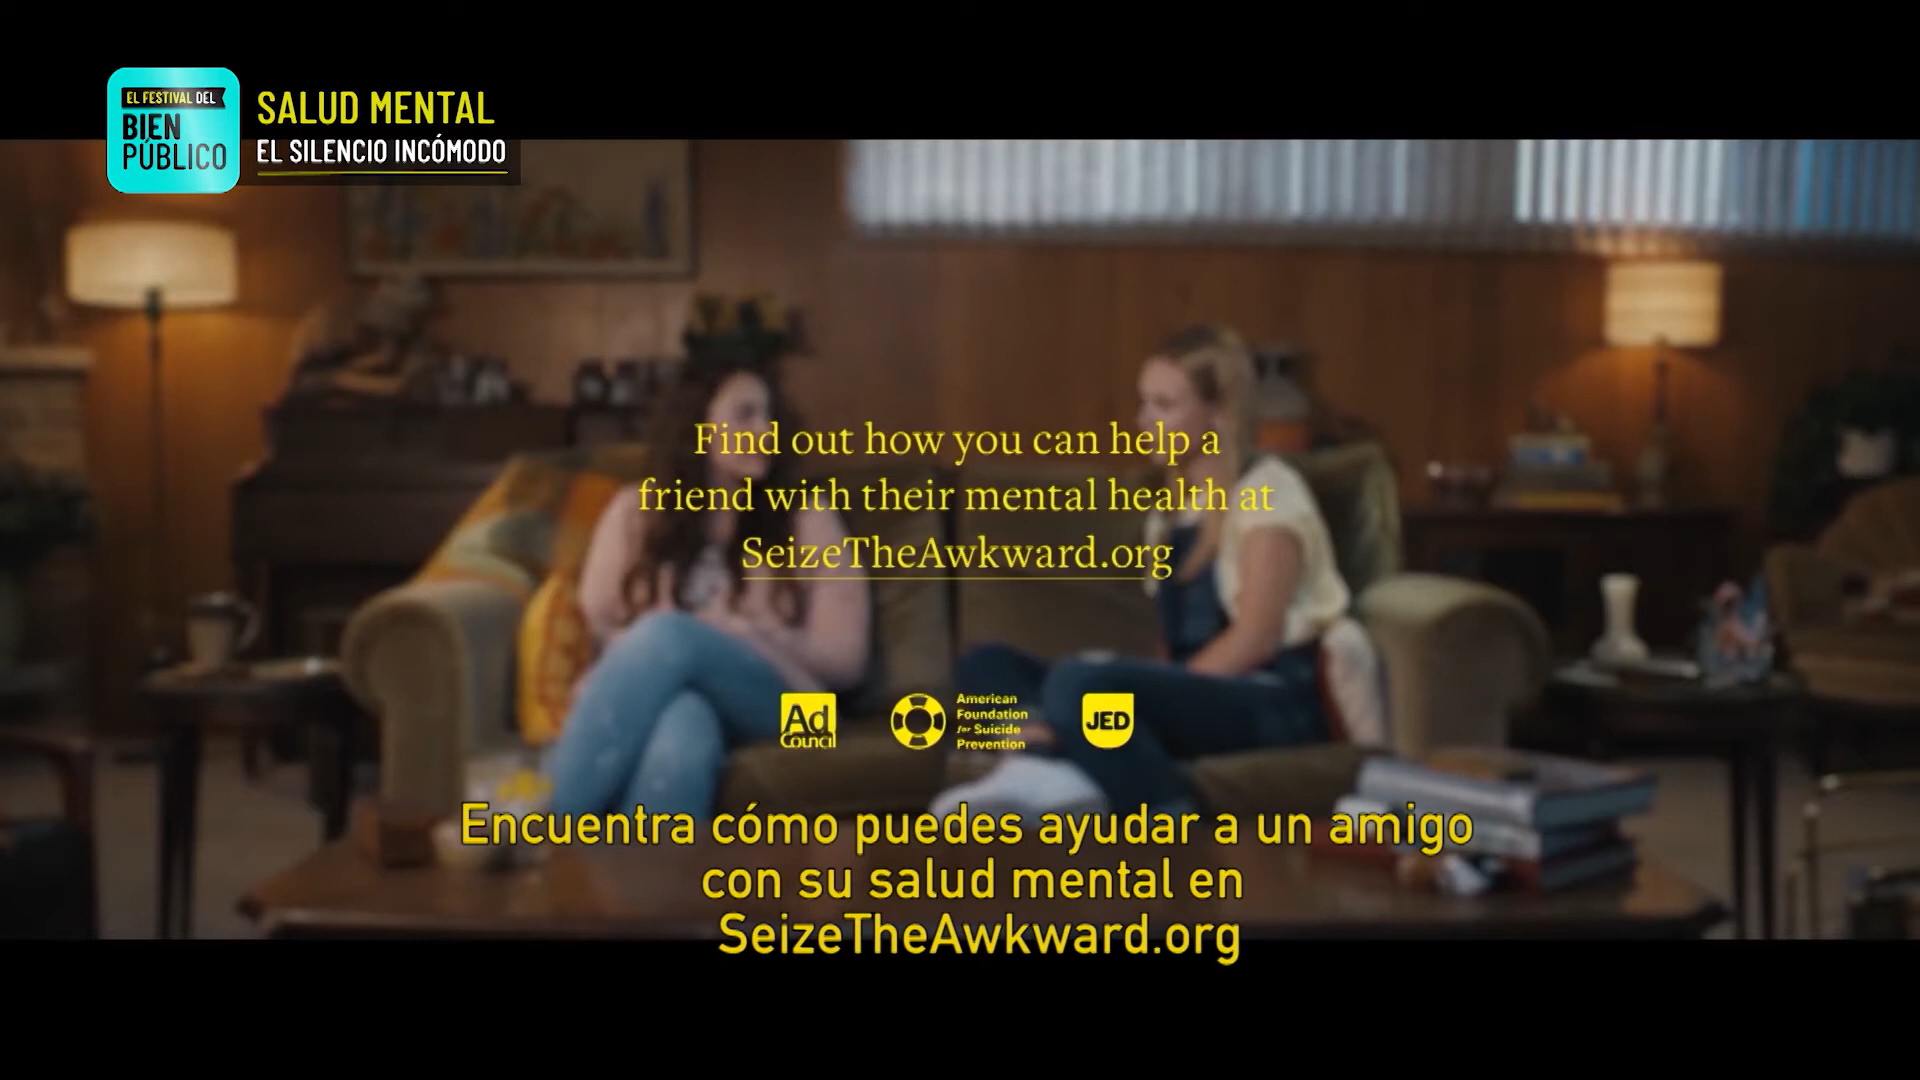 EL FESTIVAL DEL
BIEN
PÚBLICO
SALUD MENTAL
EL SILENCIO INCÓMODO
Find out how you can help a
friend with their mental health at
SeizeTheAwkward.org
Ad
Council
American
Foundation
for Suicide
Prevention
JED
Encuentra cómo puedes ayudar a un amigo
con su salud mental en
SeizeTheAwkward.org